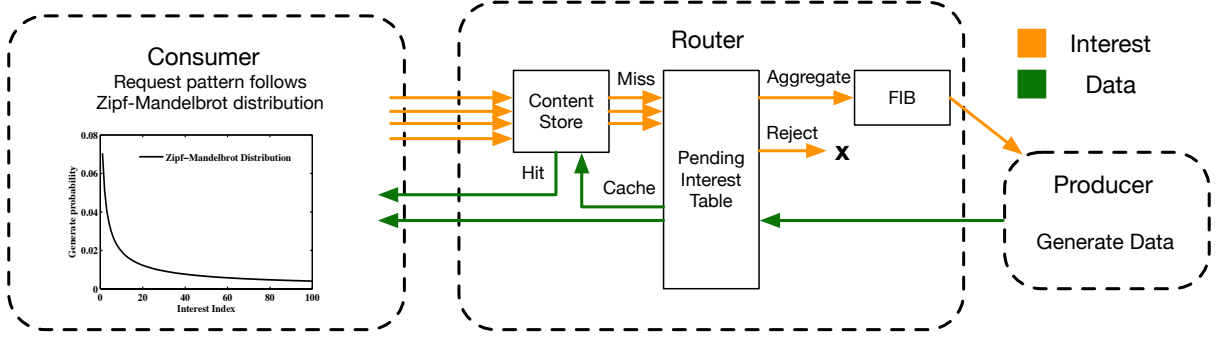 Consumer
Request pattern follows
Zipf-Mandelbrot distribution
0.08
0.06
0.04
0.02
0
0
20
40
60
80
100
Generate probability
Interest Index
Zipf−Mandelbrot Distribution
Router
Content
Store
Miss
Hit
Cache
Pending
Interest
Table
Aggregate
Reject
x
FIB
Interest
Data
Producer
Generate Data